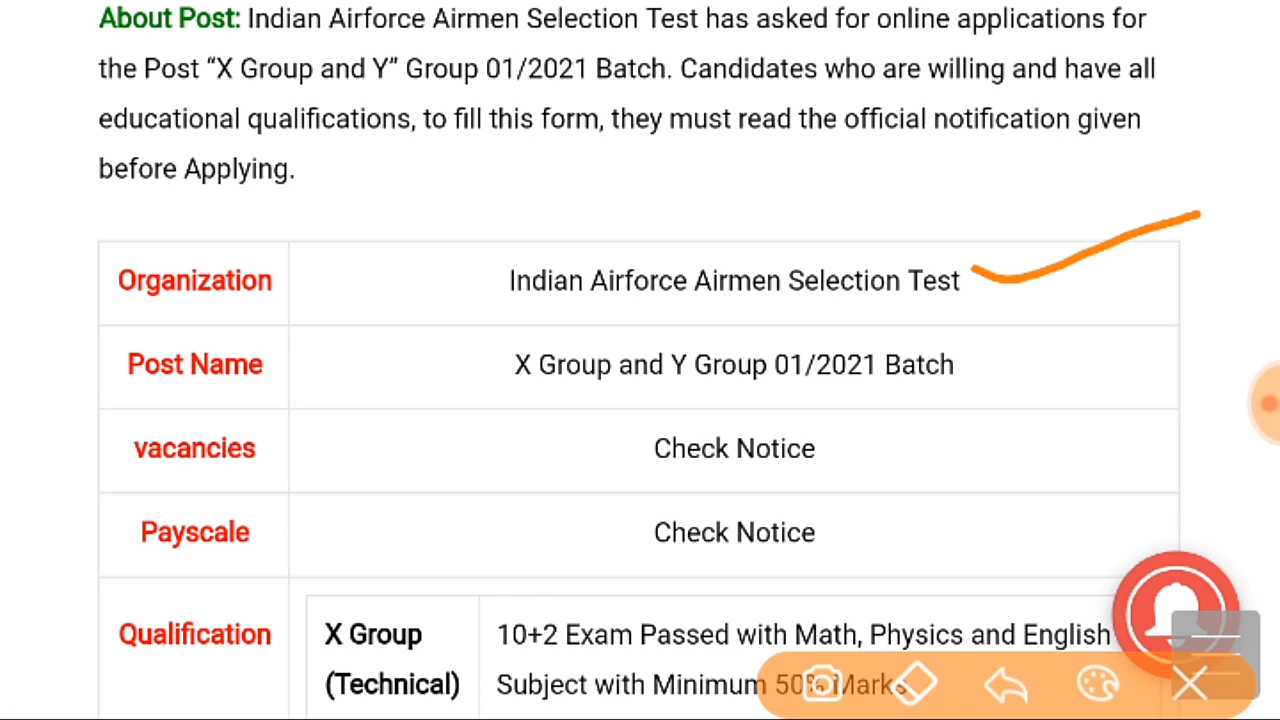 About Post: Indian Airforce Airmen Selection Test has asked for online applications for
the Post “X Group and Y” Group 01/2021 Batch. Candidates who are willing and have all
educational qualifications, to fill this form, they must read the official notification given
before Applying.
Organization Indian Airforce Airmen Selection Test
Post Name X Group and Y Group 01/2021 Batch
vacancies Check Notice
Payscale Check Notice
Qualification X Group 10+2 Exam Passed with Math, Physics and English
(Technical) Subject with Minimum 50% Marks